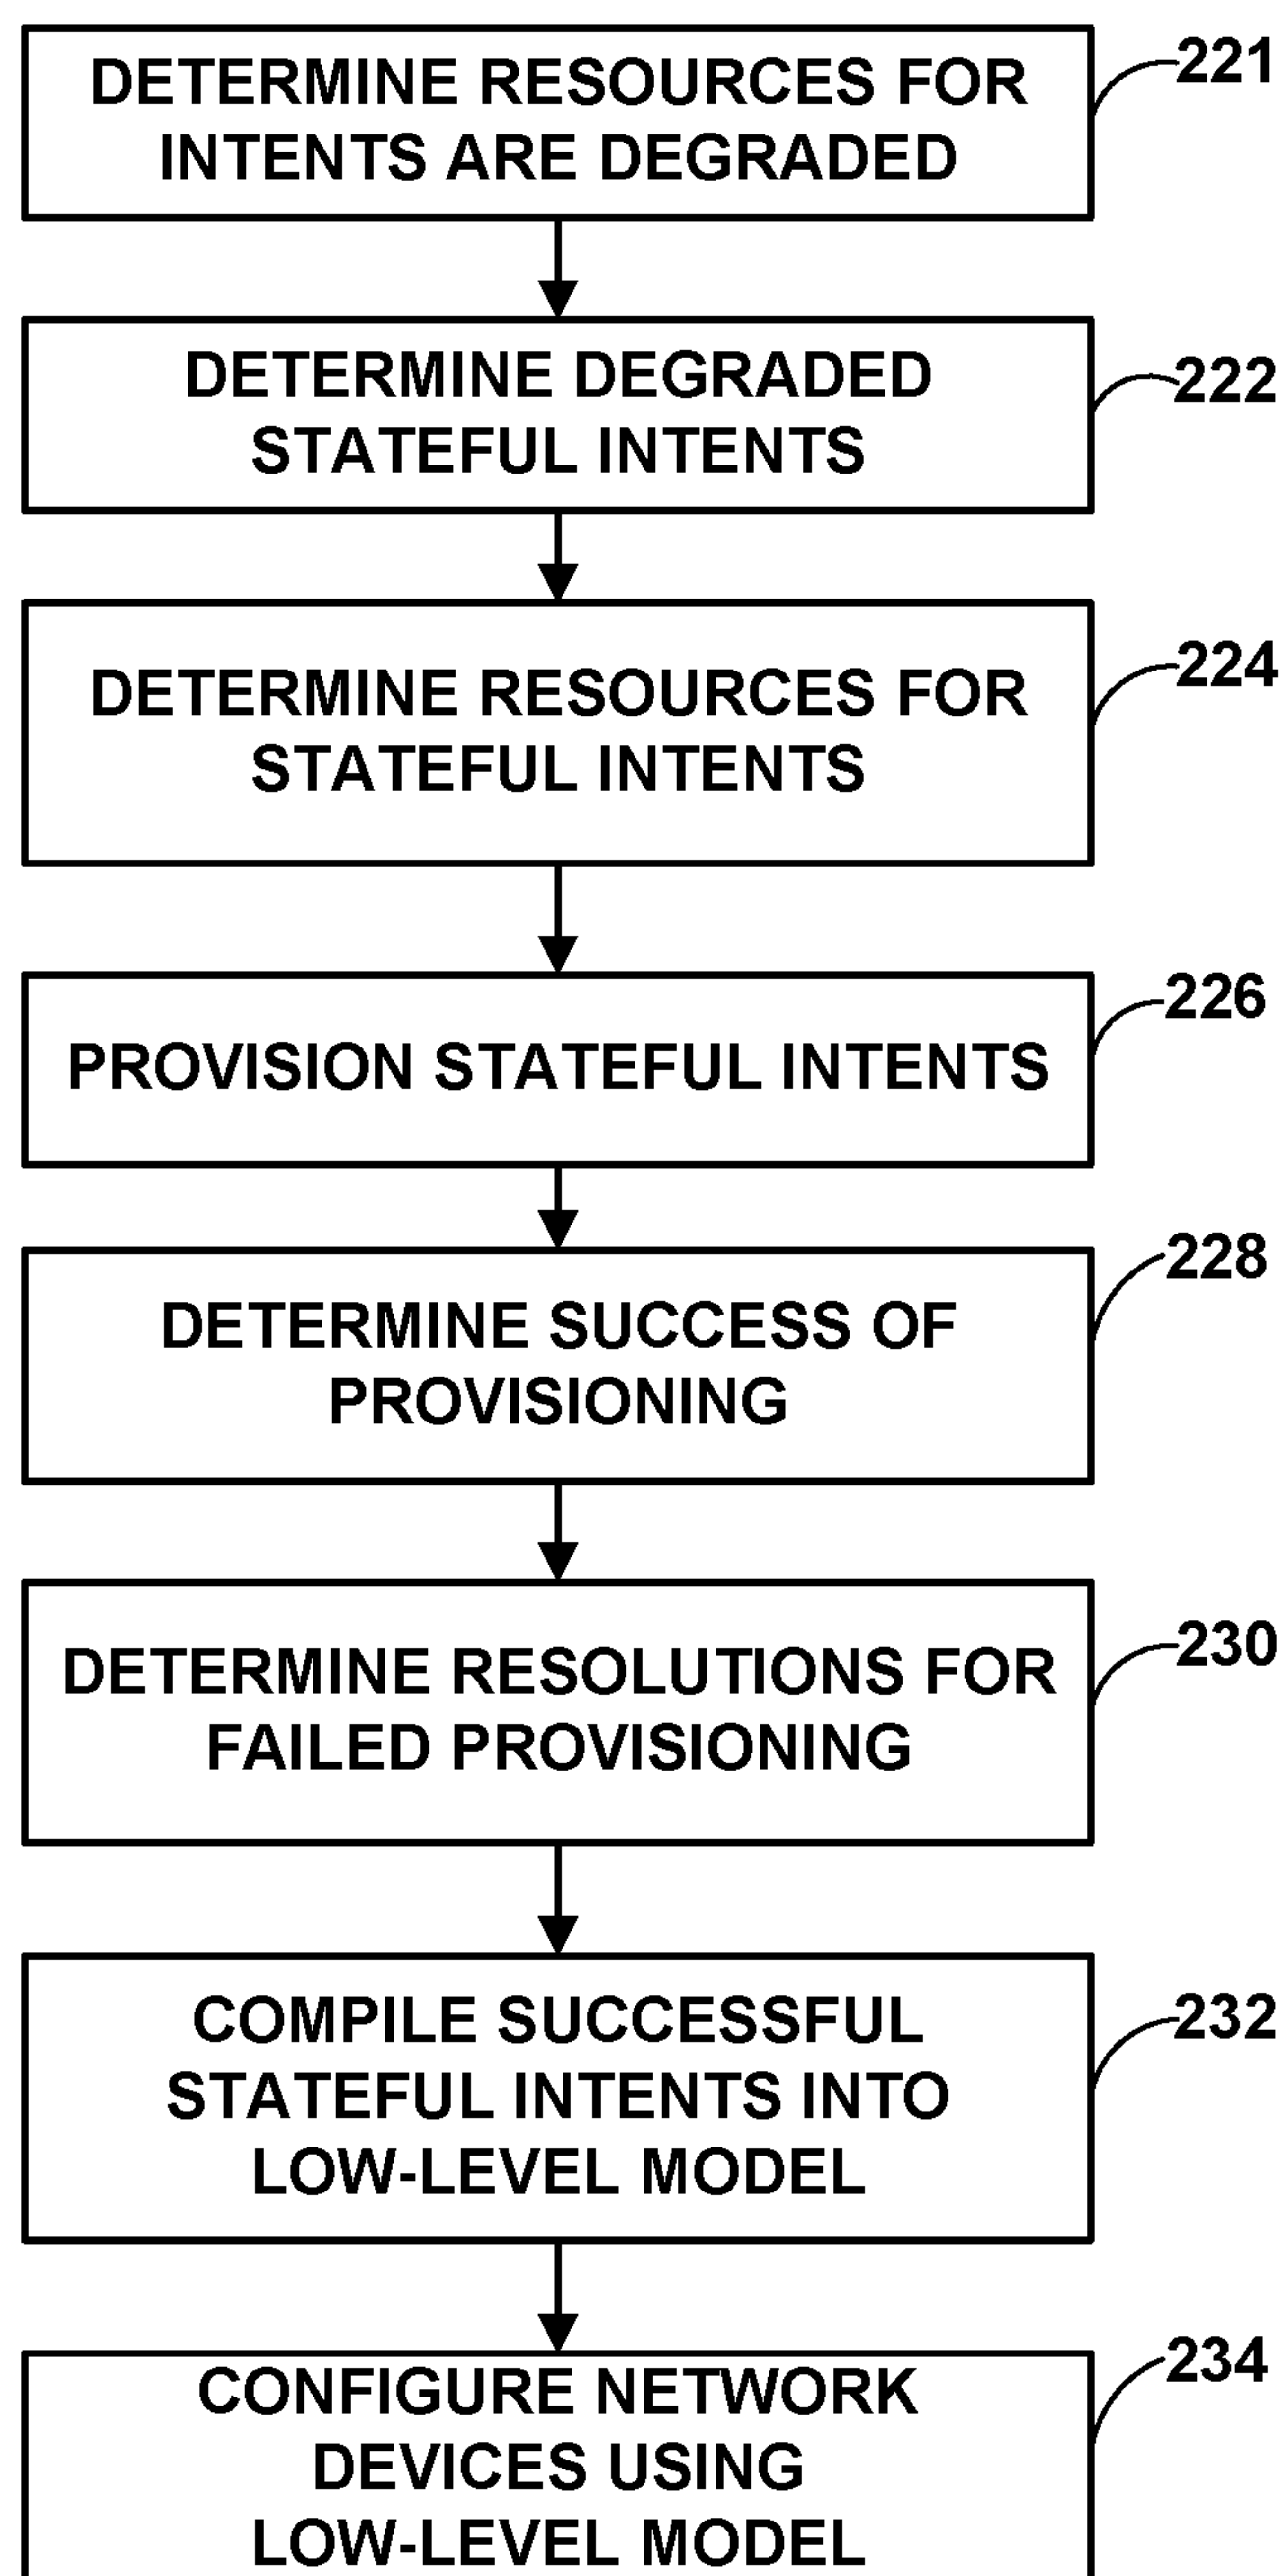 DETERMINE RESOURCES FOR
INTENTS ARE DEGRADED
221
DETERMINE DEGRADED
STATEFUL INTENTS
222
DETERMINE RESOURCES FOR
STATEFUL INTENTS
224
PROVISION STATEFUL INTENTS
226
DETERMINE SUCCESS OF
PROVISIONING
228
DETERMINE RESOLUTIONS FOR
FAILED PROVISIONING
230
COMPILE SUCCESSFUL
STATEFUL INTENTS INTO
LOW-LEVEL MODEL
232
CONFIGURE NETWORK
DEVICES USING
LOW-LEVEL MODEL
234